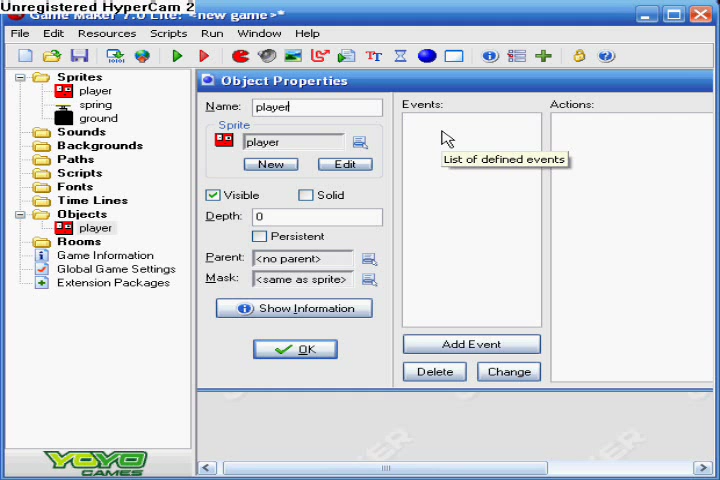 Unregistered HyperCam 2
Game Maker 7.0 Lite: <new game>*
File Edit Resources Scripts Run Window Help
Sprites
player
spring
ground
Sounds
Backgrounds
Paths
Scripts
Fonts
Time Lines
Objects
player
Rooms
Game Information
Global Game Settings
Extension Packages
YOYO
GAMES
Object Properties
Name: player
Sprite
player
New Edit
Visible Solid
Depth: 0
Persistent
Parent: <no parent>
Mask: <same as sprite>
Show Information
OK
Events:
List of defined events
Add Event
Delete Change
Actions: